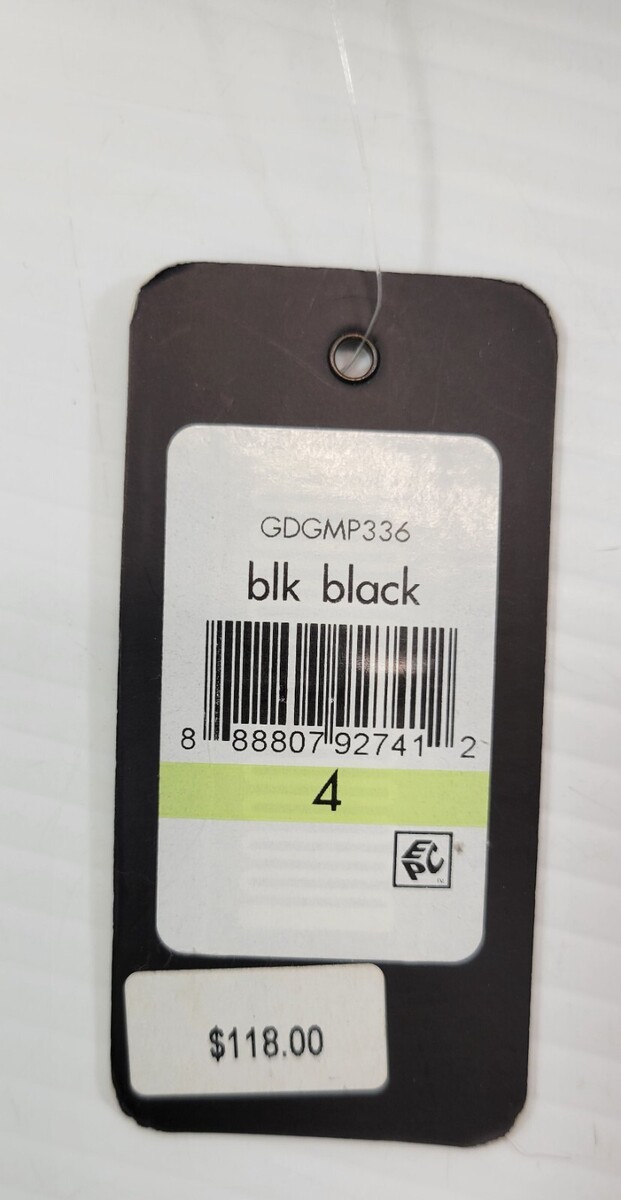 GDGMP336
blk black
8 88807 92741 2
4
EPC
$118.00